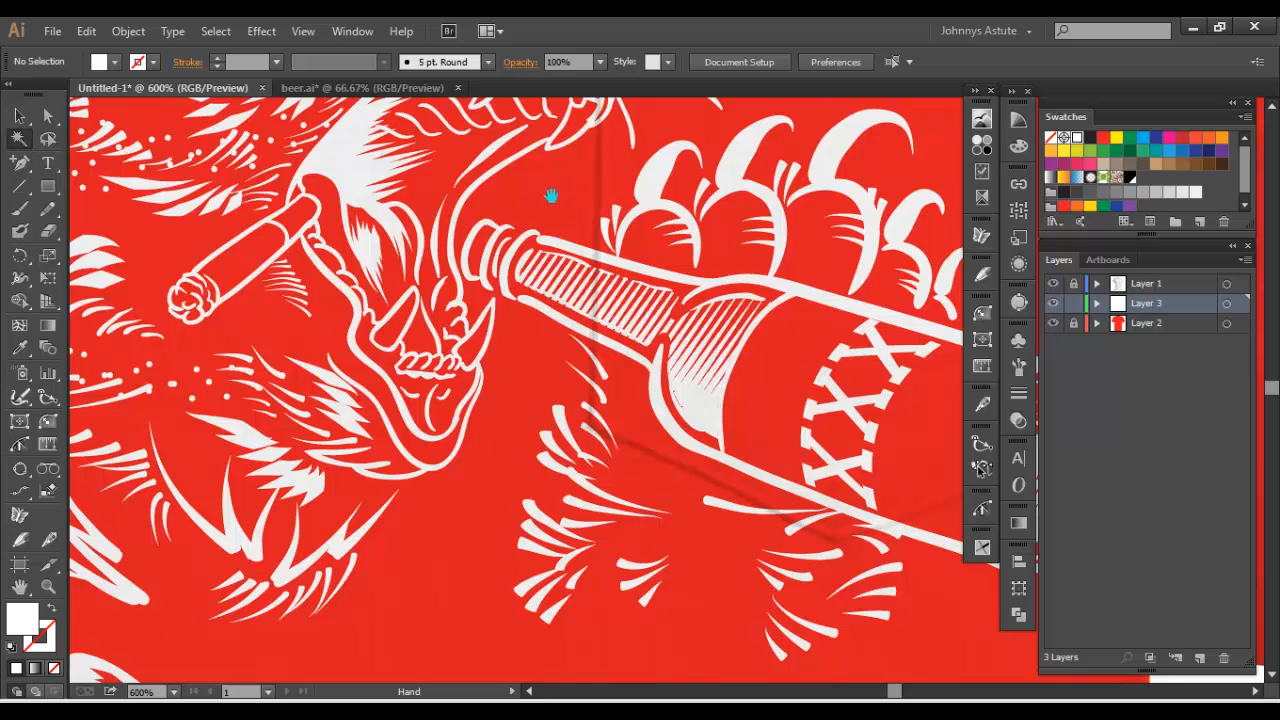 Ai File Edit Object Type Select Effect View Window Help Br Johnnys Astute
No Selection Stroke: 5 pt. Round Opacity: 100% Style: Document Setup Preferences
Untitled-1* @ 600% (RGB/Preview) × beer.ai* @ 66.67% (RGB/Preview) ×
Swatches
Layers Artboards
Layer 1
Layer 3
Layer 2
XXX
3 Layers
600% 1 Hand